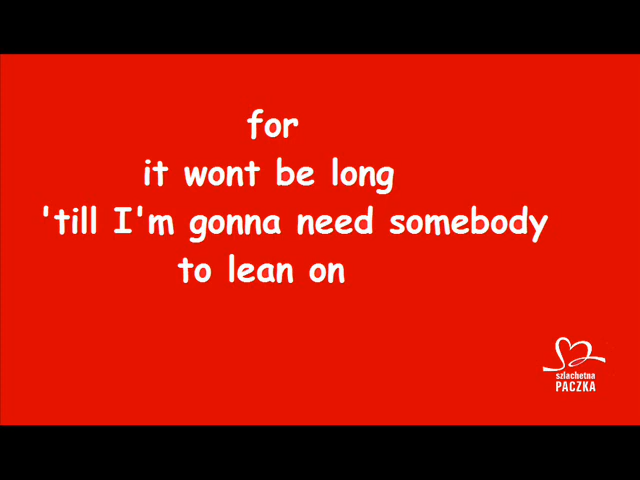 for
it wont be long
'till I'm gonna need somebody
to lean on
szlachetna
PACZKA